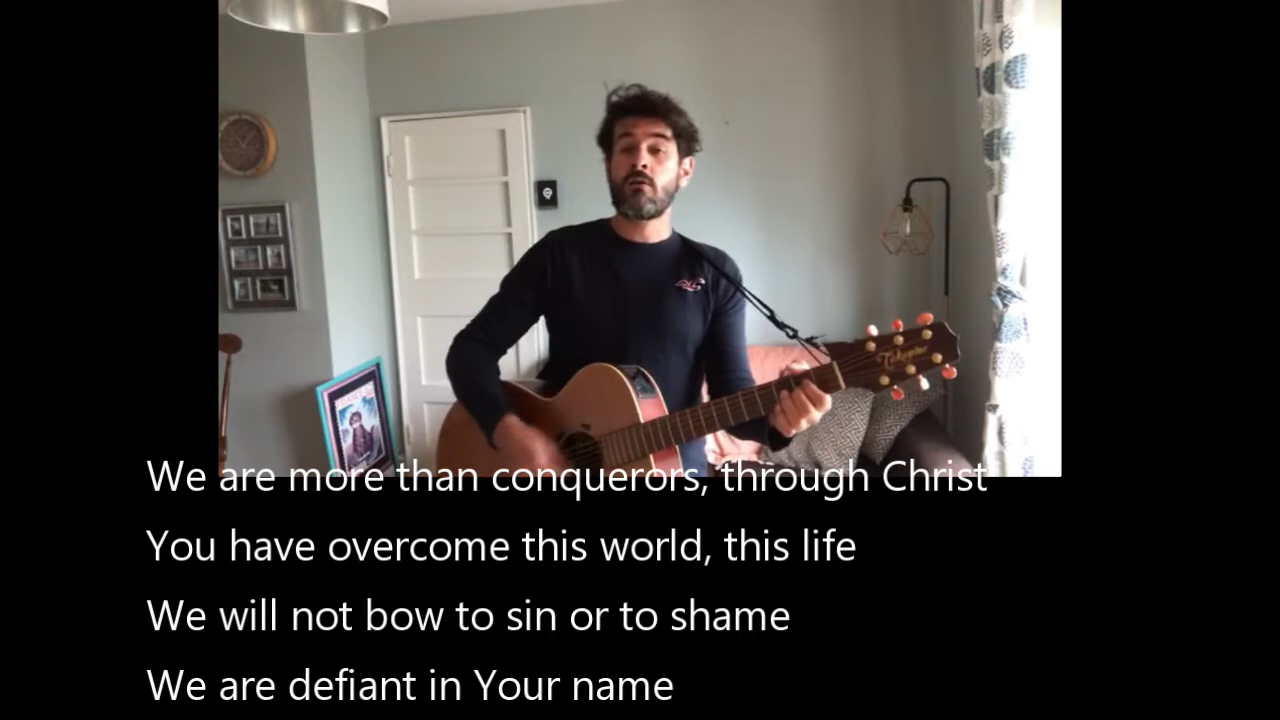 Takamine
We are more than conquerors, through Christ
You have overcome this world, this life
We will not bow to sin or to shame
We are defiant in Your name